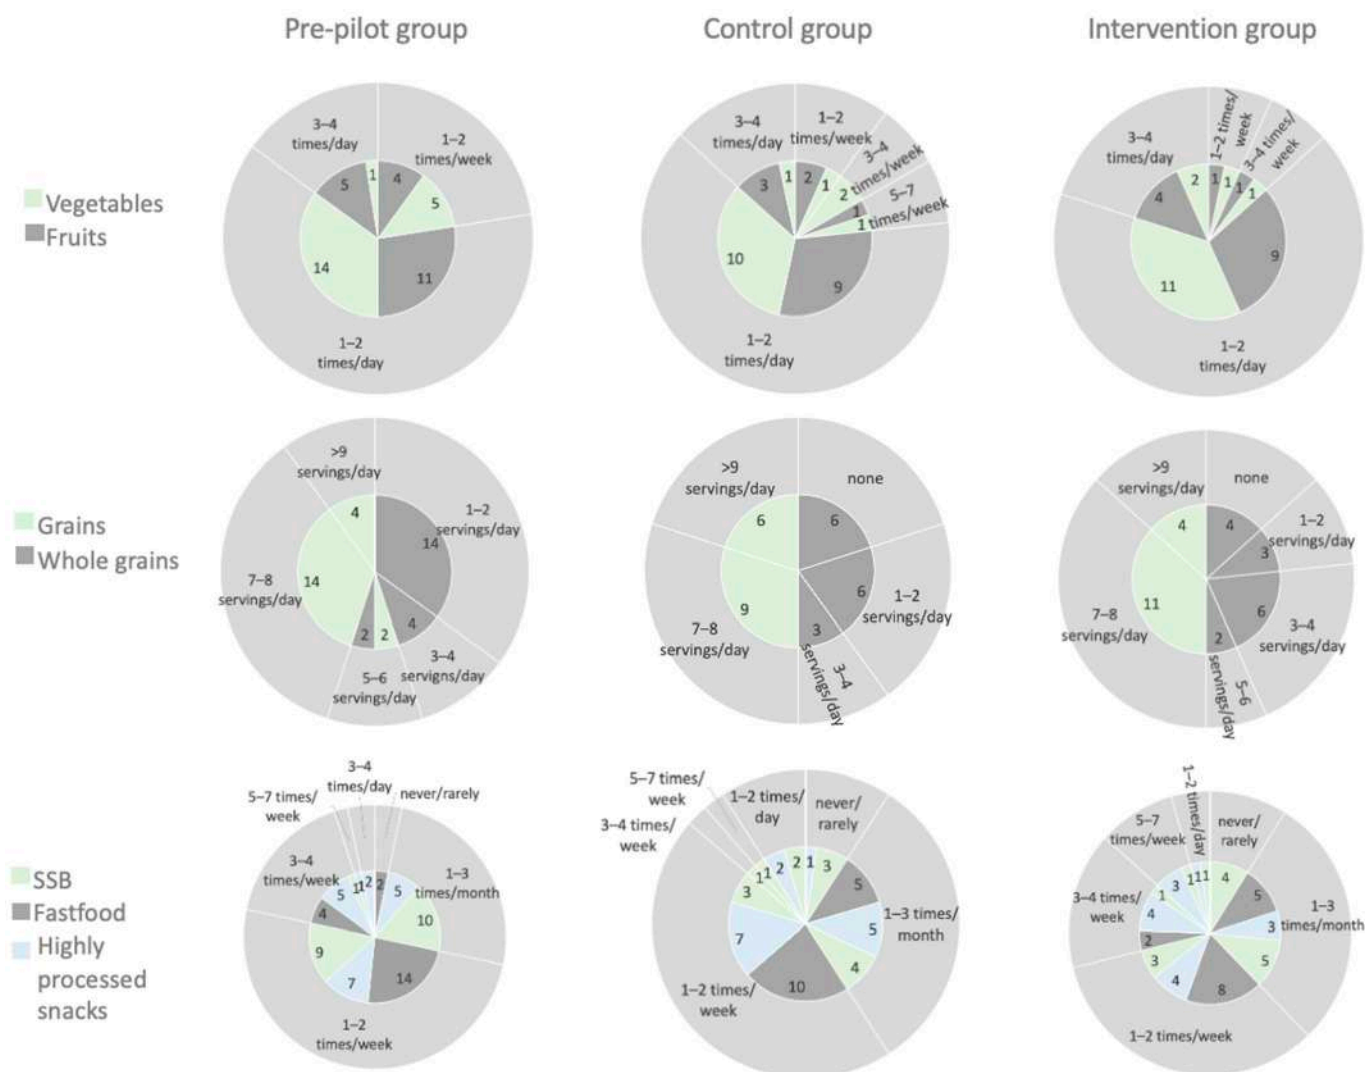 Pre-pilot group
Control group
Intervention group
Vegetables
Fruits
3–4
times/day
1–2
times/week
1–2
times/day
5
1
4
5
11
14
3–4
times/day
1–2
times/week
3–4
times/week
5–7
times/week
1–2
times/day
3
1
2
1
2
1
1
9
10
3–4
times/day
1–2 times/
week
3–4 times/
week
1–2
times/day
4
2
1
1
1
1
9
11
Grains
Whole grains
>9
servings/day
1–2
servings/day
3–4
servigns/day
5–6
servings/day
7–8
servings/day
4
14
4
2
2
14
>9
servings/day
none
1–2
servings/day
3–4
servings/day
7–8
servings/day
6
6
6
3
9
>9
servings/day
none
1–2
servings/day
3–4
servings/day
5–6
servings/day
7–8
servings/day
4
4
3
6
2
11
SSB
Fastfood
Highly
processed
snacks
3–4
times/day
5–7 times/
week
never/rarely
3–4
times/week
1–3
times/month
1–2
times/week
5
1
1
2
2
5
10
14
7
9
4
5–7 times/
week
3–4 times/
week
1–2 times/
day
never/
rarely
1–3 times/
month
1–2 times/
week
3
1
1
2
2
1
3
5
5
4
10
7
1–2 times/day
5–7
times/week
never/
rarely
3–4 times/
week
1–3
times/month
1–2 times/week
1
3
1
1
1
4
5
3
5
8
4
3
2
4